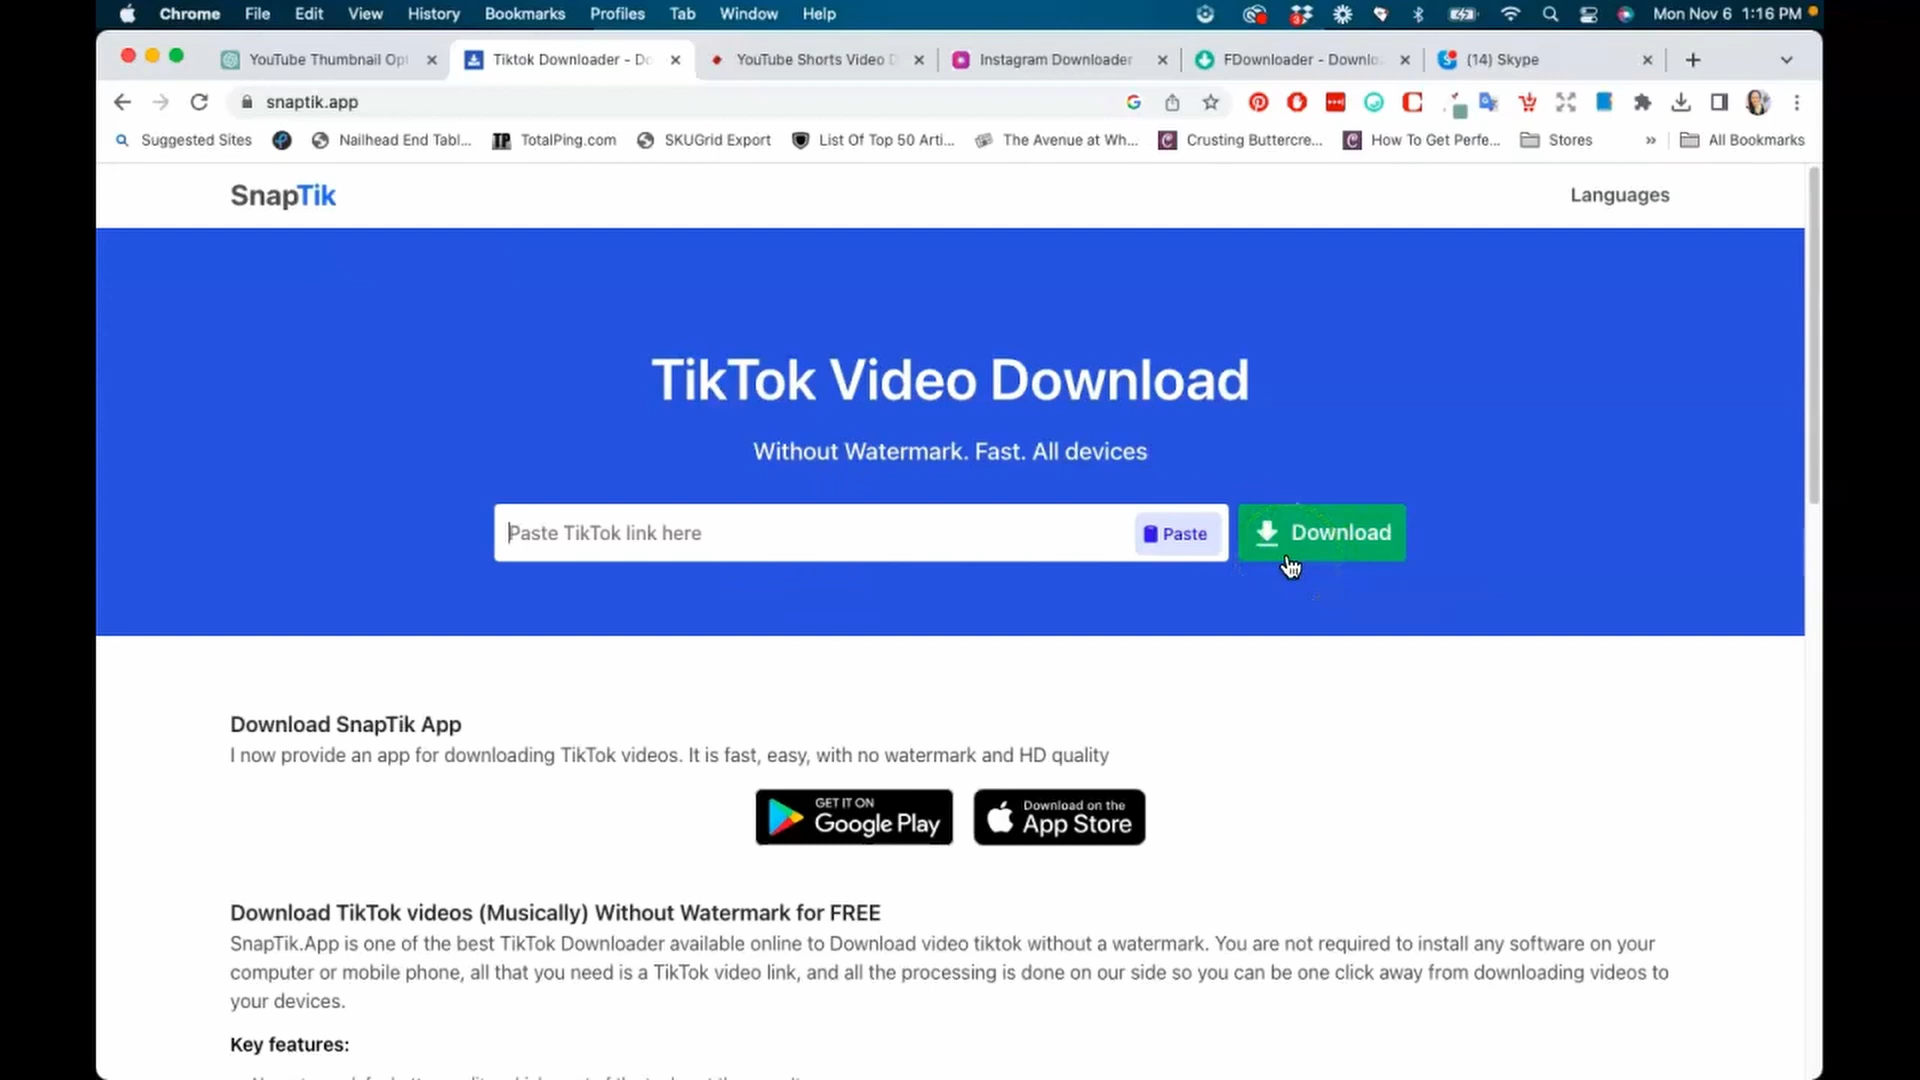 Chrome File Edit View History Bookmarks Profiles Tab Window Help Mon Nov 6 1:16 PM
YouTube Thumbnail Opt Tiktok Downloader - Do YouTube Shorts Video D Instagram Downloader FDownloader - Downlo (14) Skype
snaptik.app
Suggested Sites Nailhead End Tabl... TotalPing.com SKUGrid Export List Of Top 50 Arti... The Avenue at Wh... Crusting Buttercre... How To Get Perfe... Stores » All Bookmarks
SnapTik Languages
TikTok Video Download
Without Watermark. Fast. All devices
Paste TikTok link here Paste Download
Download SnapTik App
I now provide an app for downloading TikTok videos. It is fast, easy, with no watermark and HD quality
GET IT ON Google Play Download on the App Store
Download TikTok videos (Musically) Without Watermark for FREE
SnapTik.App is one of the best TikTok Downloader available online to Download video tiktok without a watermark. You are not required to install any software on your
computer or mobile phone, all that you need is a TikTok video link, and all the processing is done on our side so you can be one click away from downloading videos to
your devices.
Key features: